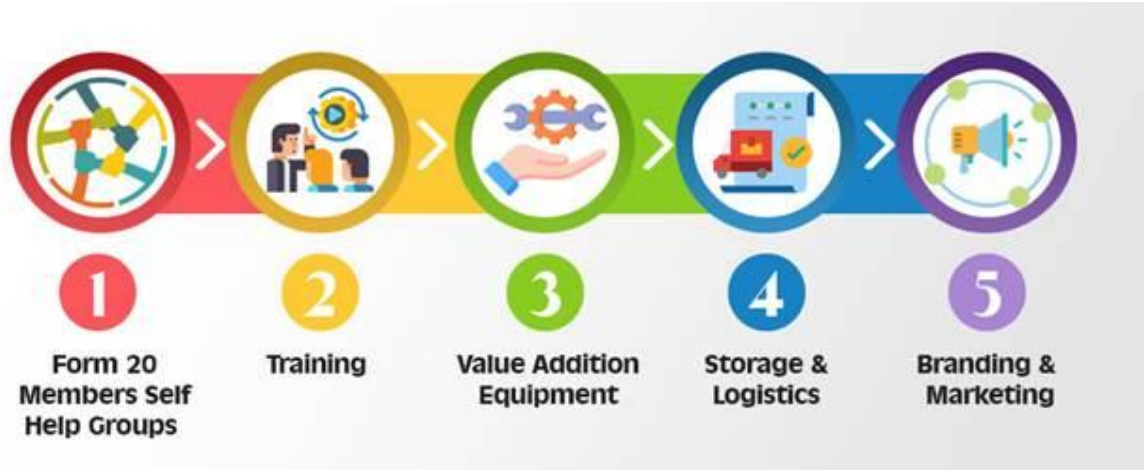 1
Form 20
Members Self
Help Groups
2
Training
3
Value Addition
Equipment
4
Storage &
Logistics
5
Branding &
Marketing